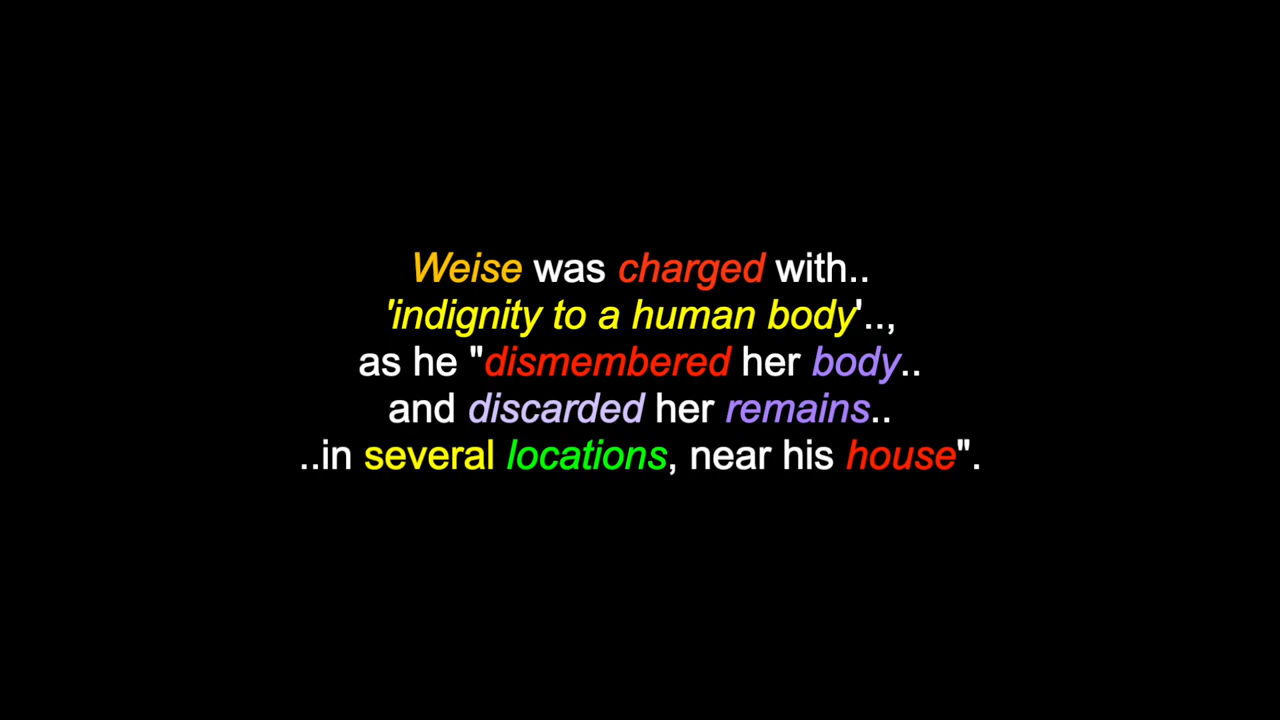 Weise was charged with..
'indignity to a human body'..,
as he "dismembered her body..
and discarded her remains..
..in several locations, near his house".